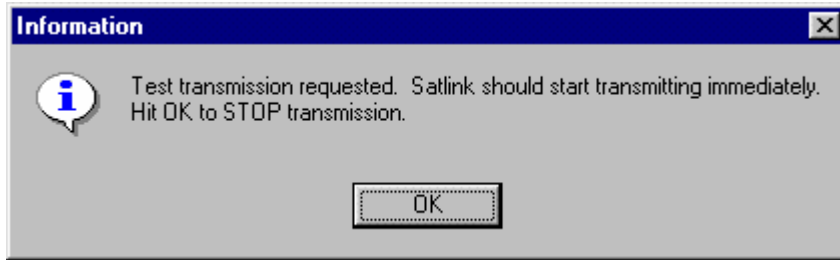 Information
Test transmission requested.  Satlink should start transmitting immediately.
Hit OK to STOP transmission.
OK